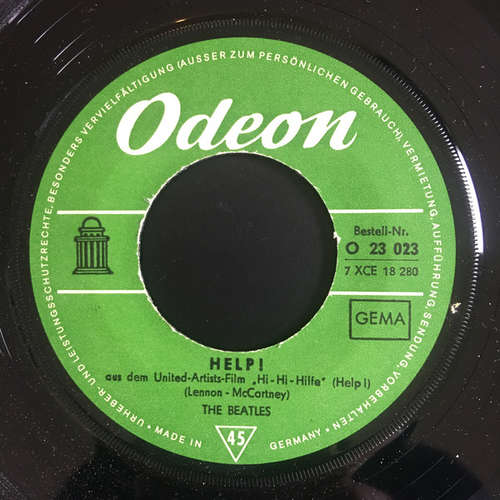 URHEBER- UND LEISTUNGSSCHUTZRECHTE, BESONDERS VERVIELFÄLTIGUNG (AUSSER ZUM PERSÖNLICHEN GEBRAUCH), VERMIETUNG, AUFFÜHRUNG, SENDUNG, VORBEHALTEN •
Odeon
Bestell-Nr.
O 23 023
7 XCE 18 280
GEMA
HELP!
aus dem United-Artists-Film „Hi-Hi-Hilfe" (Help!)
(Lennon - McCartney)
THE BEATLES
• MADE IN
45
GERMANY •